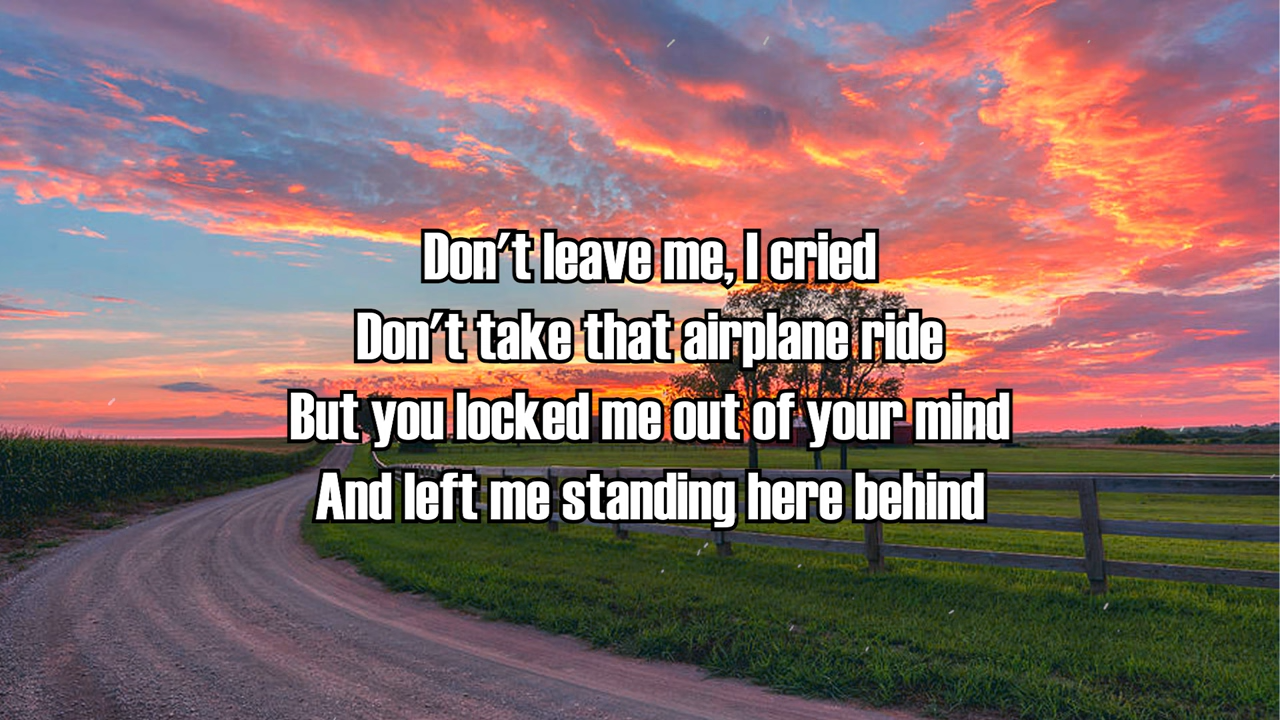 Don't leave me, I cried
Don't take that airplane ride
But you locked me out of your mind
And left me standing here behind